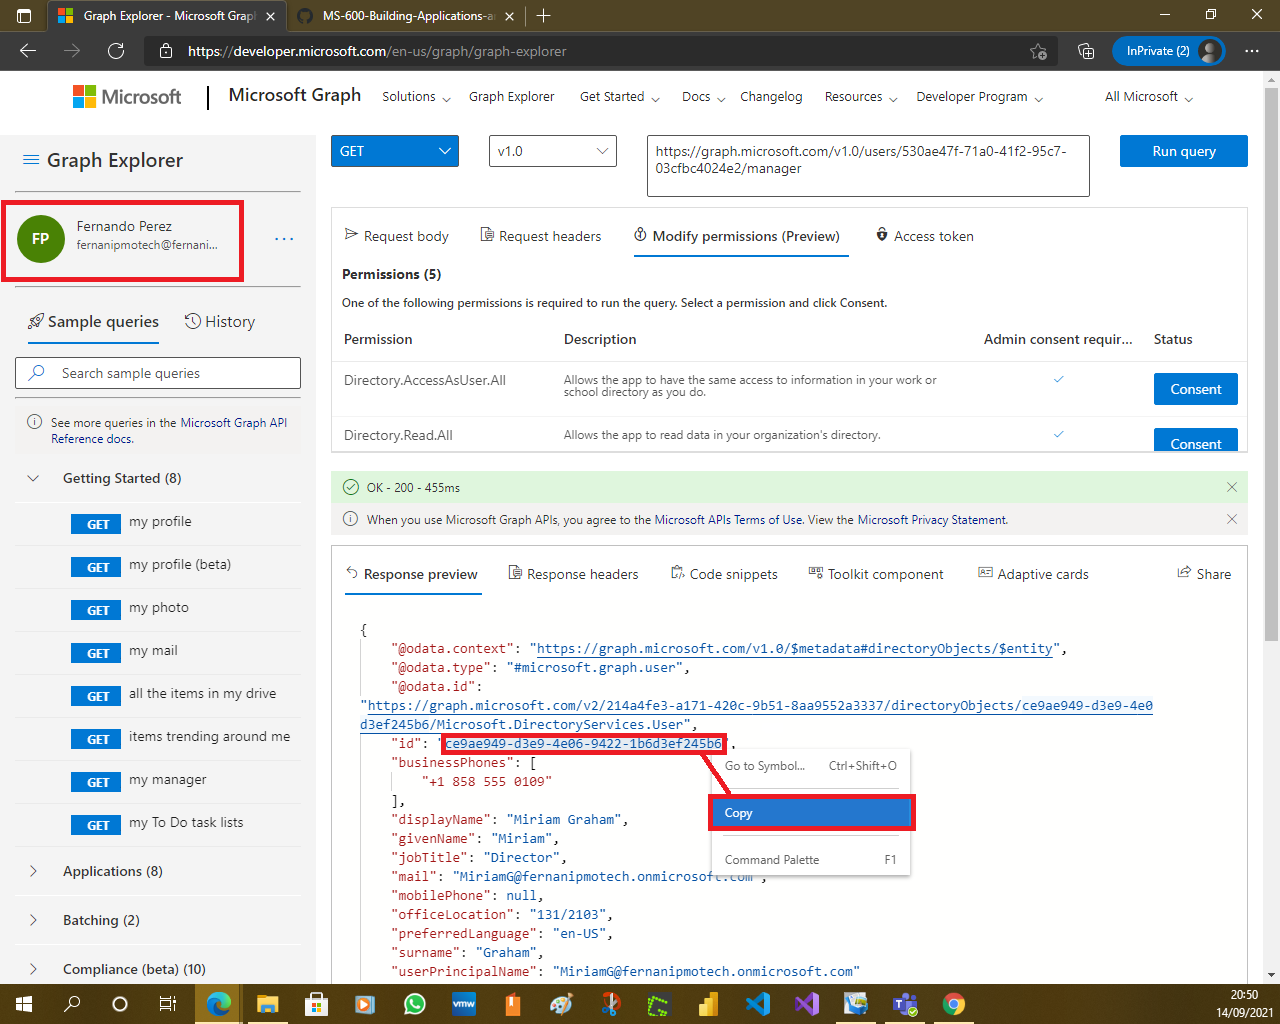 Graph Explorer - Microsoft Graph
MS-600-Building-Applications-a
https://developer.microsoft.com/en-us/graph/graph-explorer
InPrivate (2)
Microsoft
Microsoft Graph
Solutions
Graph Explorer
Get Started
Docs
Changelog
Resources
Developer Program
All Microsoft
Graph Explorer
GET
v1.0
https://graph.microsoft.com/v1.0/users/530ae47f-71a0-41f2-95c7-
03cfbc4024e2/manager
Run query
FP
Fernando Perez
fernanipmotech@fernani...
Request body
Request headers
Modify permissions (Preview)
Access token
Permissions (5)
One of the following permissions is required to run the query. Select a permission and click Consent.
Permission
Description
Admin consent requir...
Status
Directory.AccessAsUser.All
Allows the app to have the same access to information in your work or
school directory as you do.
Consent
Directory.Read.All
Allows the app to read data in your organization's directory.
Consent
Sample queries
History
Search sample queries
See more queries in the Microsoft Graph API
Reference docs.
Getting Started (8)
GET my profile
GET my profile (beta)
GET my photo
GET my mail
GET all the items in my drive
GET items trending around me
GET my manager
GET my To Do task lists
Applications (8)
Batching (2)
Compliance (beta) (10)
OK - 200 - 455ms
When you use Microsoft Graph APIs, you agree to the Microsoft APIs Terms of Use. View the Microsoft Privacy Statement.
Response preview
Response headers
Code snippets
Toolkit component
Adaptive cards
Share
{
"@odata.context": "https://graph.microsoft.com/v1.0/$metadata#directoryObjects/$entity",
"@odata.type": "#microsoft.graph.user",
"@odata.id":
"https://graph.microsoft.com/v2/214a4fe3-a171-420c-9b51-8aa9552a3337/directoryObjects/ce9ae949-d3e9-4e0
d3ef245b6/Microsoft.DirectoryServices.User",
"id": "ce9ae949-d3e9-4e06-9422-1b6d3ef245b6",
"businessPhones": [
"+1 858 555 0109"
],
"displayName": "Miriam Graham",
"givenName": "Miriam",
"jobTitle": "Director",
"mail": "MiriamG@fernanipmotech.onmicrosoft.com",
"mobilePhone": null,
"officeLocation": "131/2103",
"preferredLanguage": "en-US",
"surname": "Graham",
"userPrincipalName": "MiriamG@fernanipmotech.onmicrosoft.com"
Go to Symbol... Ctrl+Shift+O
Copy
Command Palette F1
vmw
20:50
14/09/2021